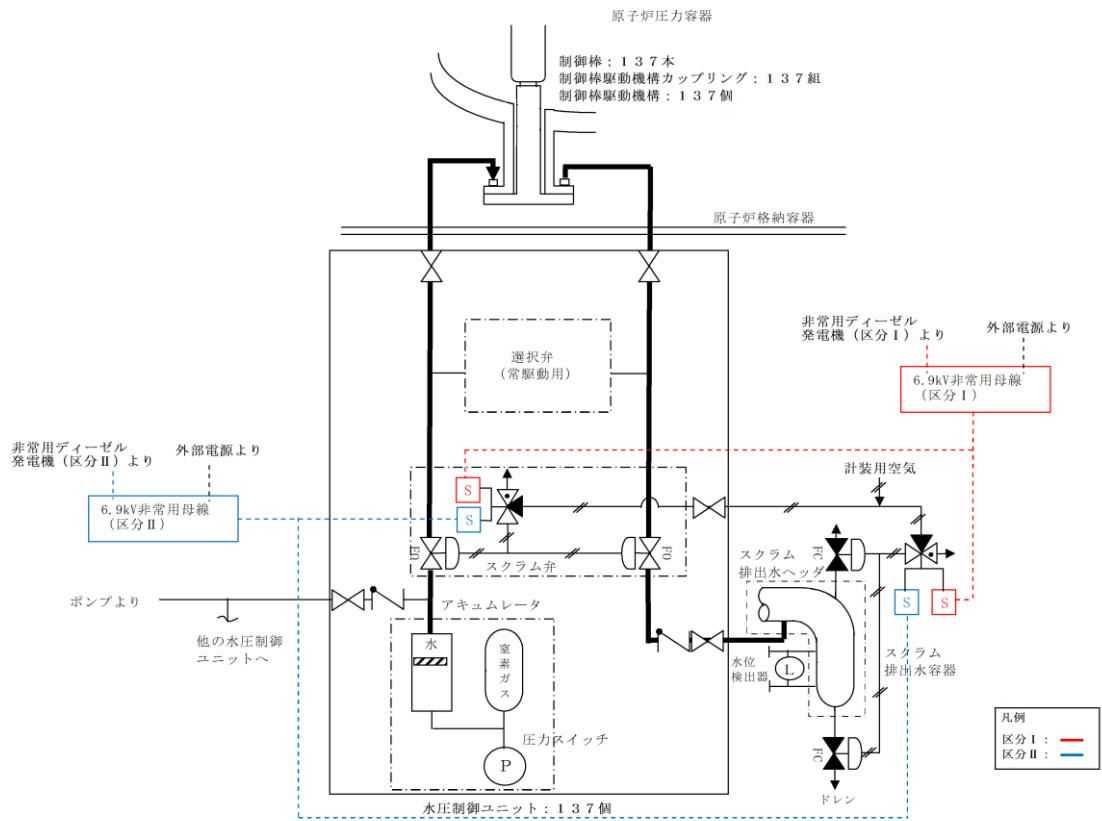 原子炉圧力容器
制御棒：１３７本
制御棒駆動機構カップリング：１３７組
制御棒駆動機構：１３７個
原子炉格納容器
選択弁
（常駆動用）
非常用ディーゼル
発電機（区分Ⅰ）より
外部電源より
6.9kV非常用母線
（区分Ⅰ）
非常用ディーゼル
発電機（区分Ⅱ）より
外部電源より
6.9kV非常用母線
（区分Ⅱ）
S
S
計装用空気
FO
FO
スクラム弁
スクラム
排出水ヘッダ
FC
S
S
ポンプより
他の水圧制御
ユニットへ
アキュムレータ
水
窒素ガス
圧力スイッチ
P
水位
検出器
L
スクラム
排出水容器
FC
ドレン
水圧制御ユニット：１３７個
凡例
区分Ⅰ：
区分Ⅱ：